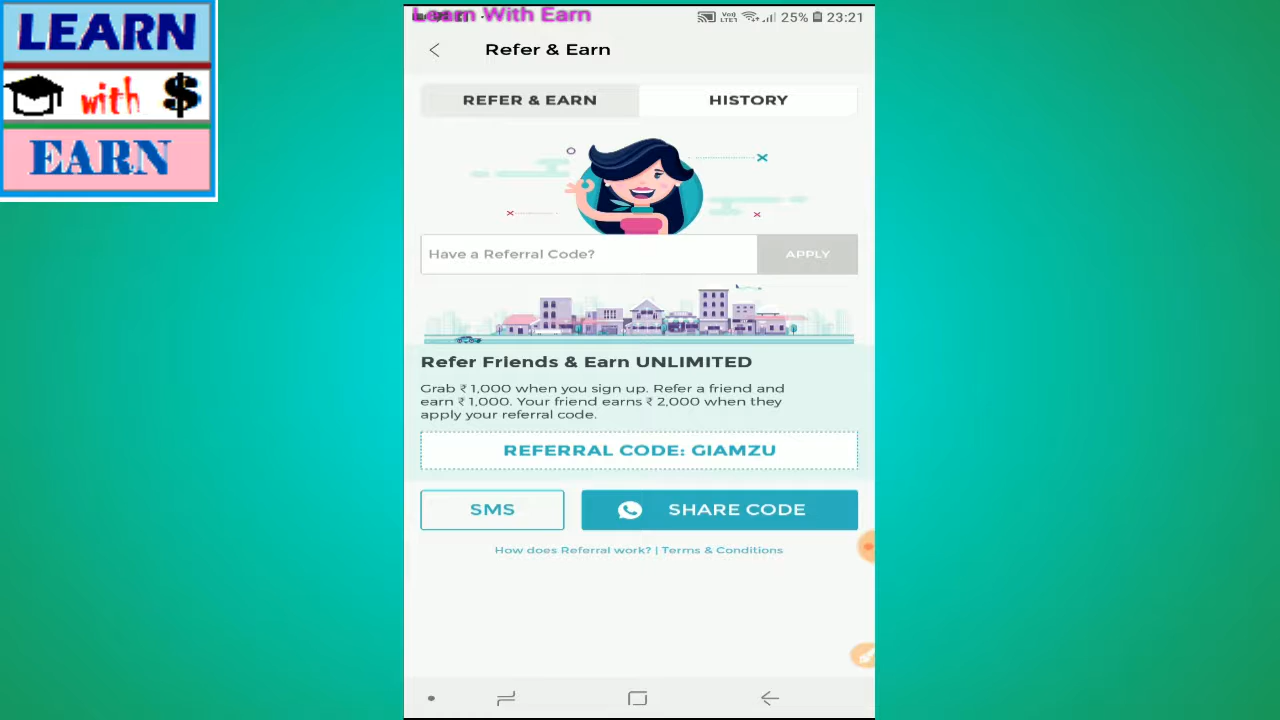 LEARN
with $
EARN
Learn With Earn
25% 23:21
Refer & Earn
REFER & EARN
HISTORY
Have a Referral Code?
APPLY
Refer Friends & Earn UNLIMITED
Grab ₹ 1,000 when you sign up. Refer a friend and
earn ₹ 1,000. Your friend earns ₹ 2,000 when they
apply your referral code.
REFERRAL CODE: GIAMZU
SMS
SHARE CODE
How does Referral work? | Terms & Conditions